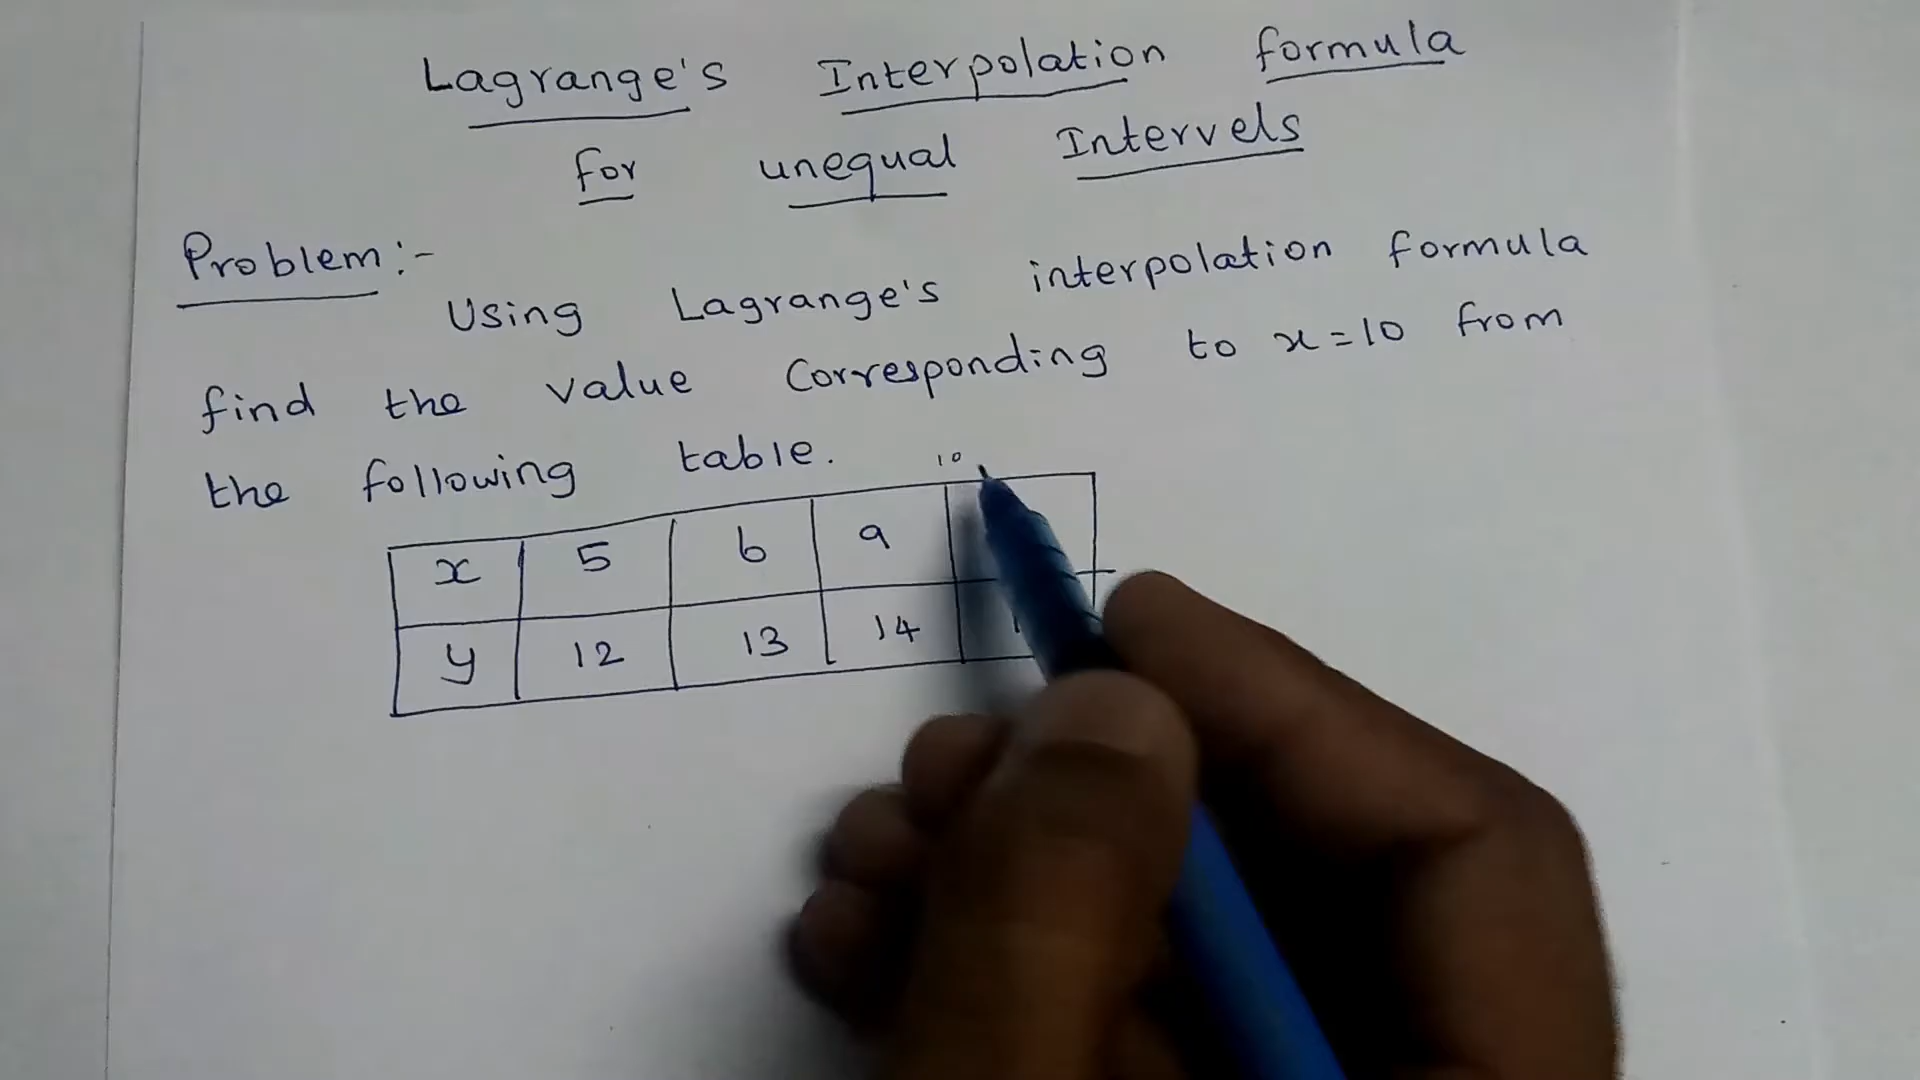 Lagrange's Interpolation formula
for unequal Intervels
Problem:-
Using Lagrange's interpolation formula
find the value Corresponding to x=10 from
the following table.
10
x 5 6 9
y 12 13 14